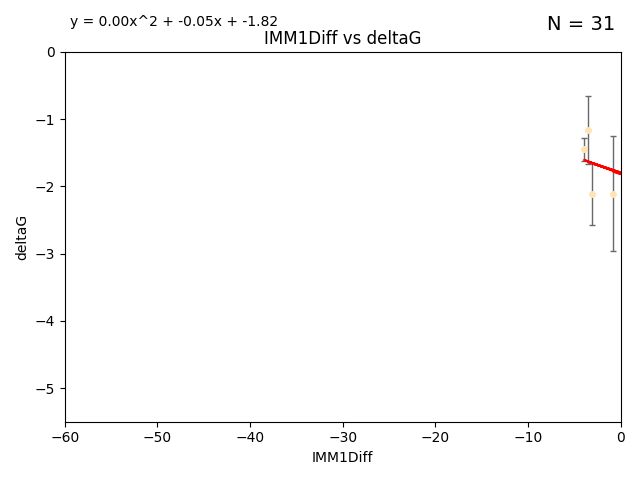 y = 0.00x^2 + -0.05x + -1.82
N = 31
IMM1Diff vs deltaG
0
−1
−2
−3
−4
−5
deltaG
−60 −50 −40 −30 −20 −10 0
IMM1Diff